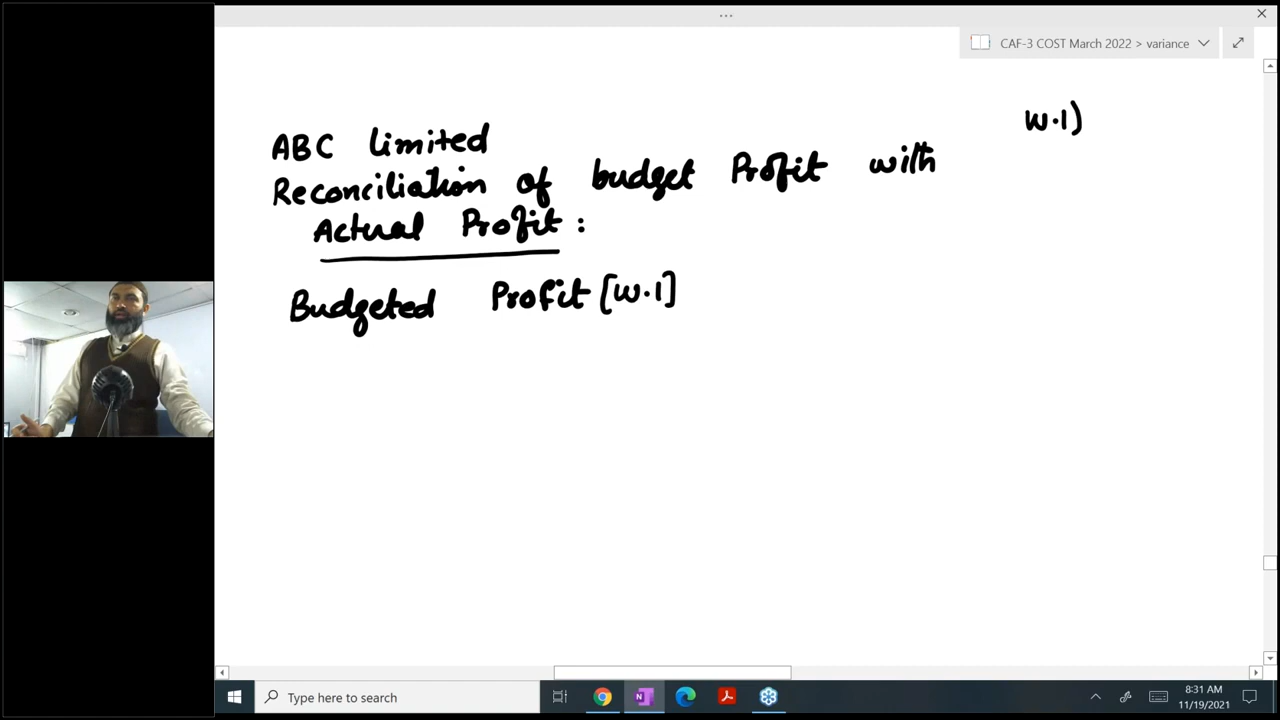 CAF-3 COST March 2022 > variance
W.1)
ABC Limited
Reconciliation of budget Profit with
Actual Profit :
Budgeted Profit [W.1]
Type here to search
8:31 AM
11/19/2021